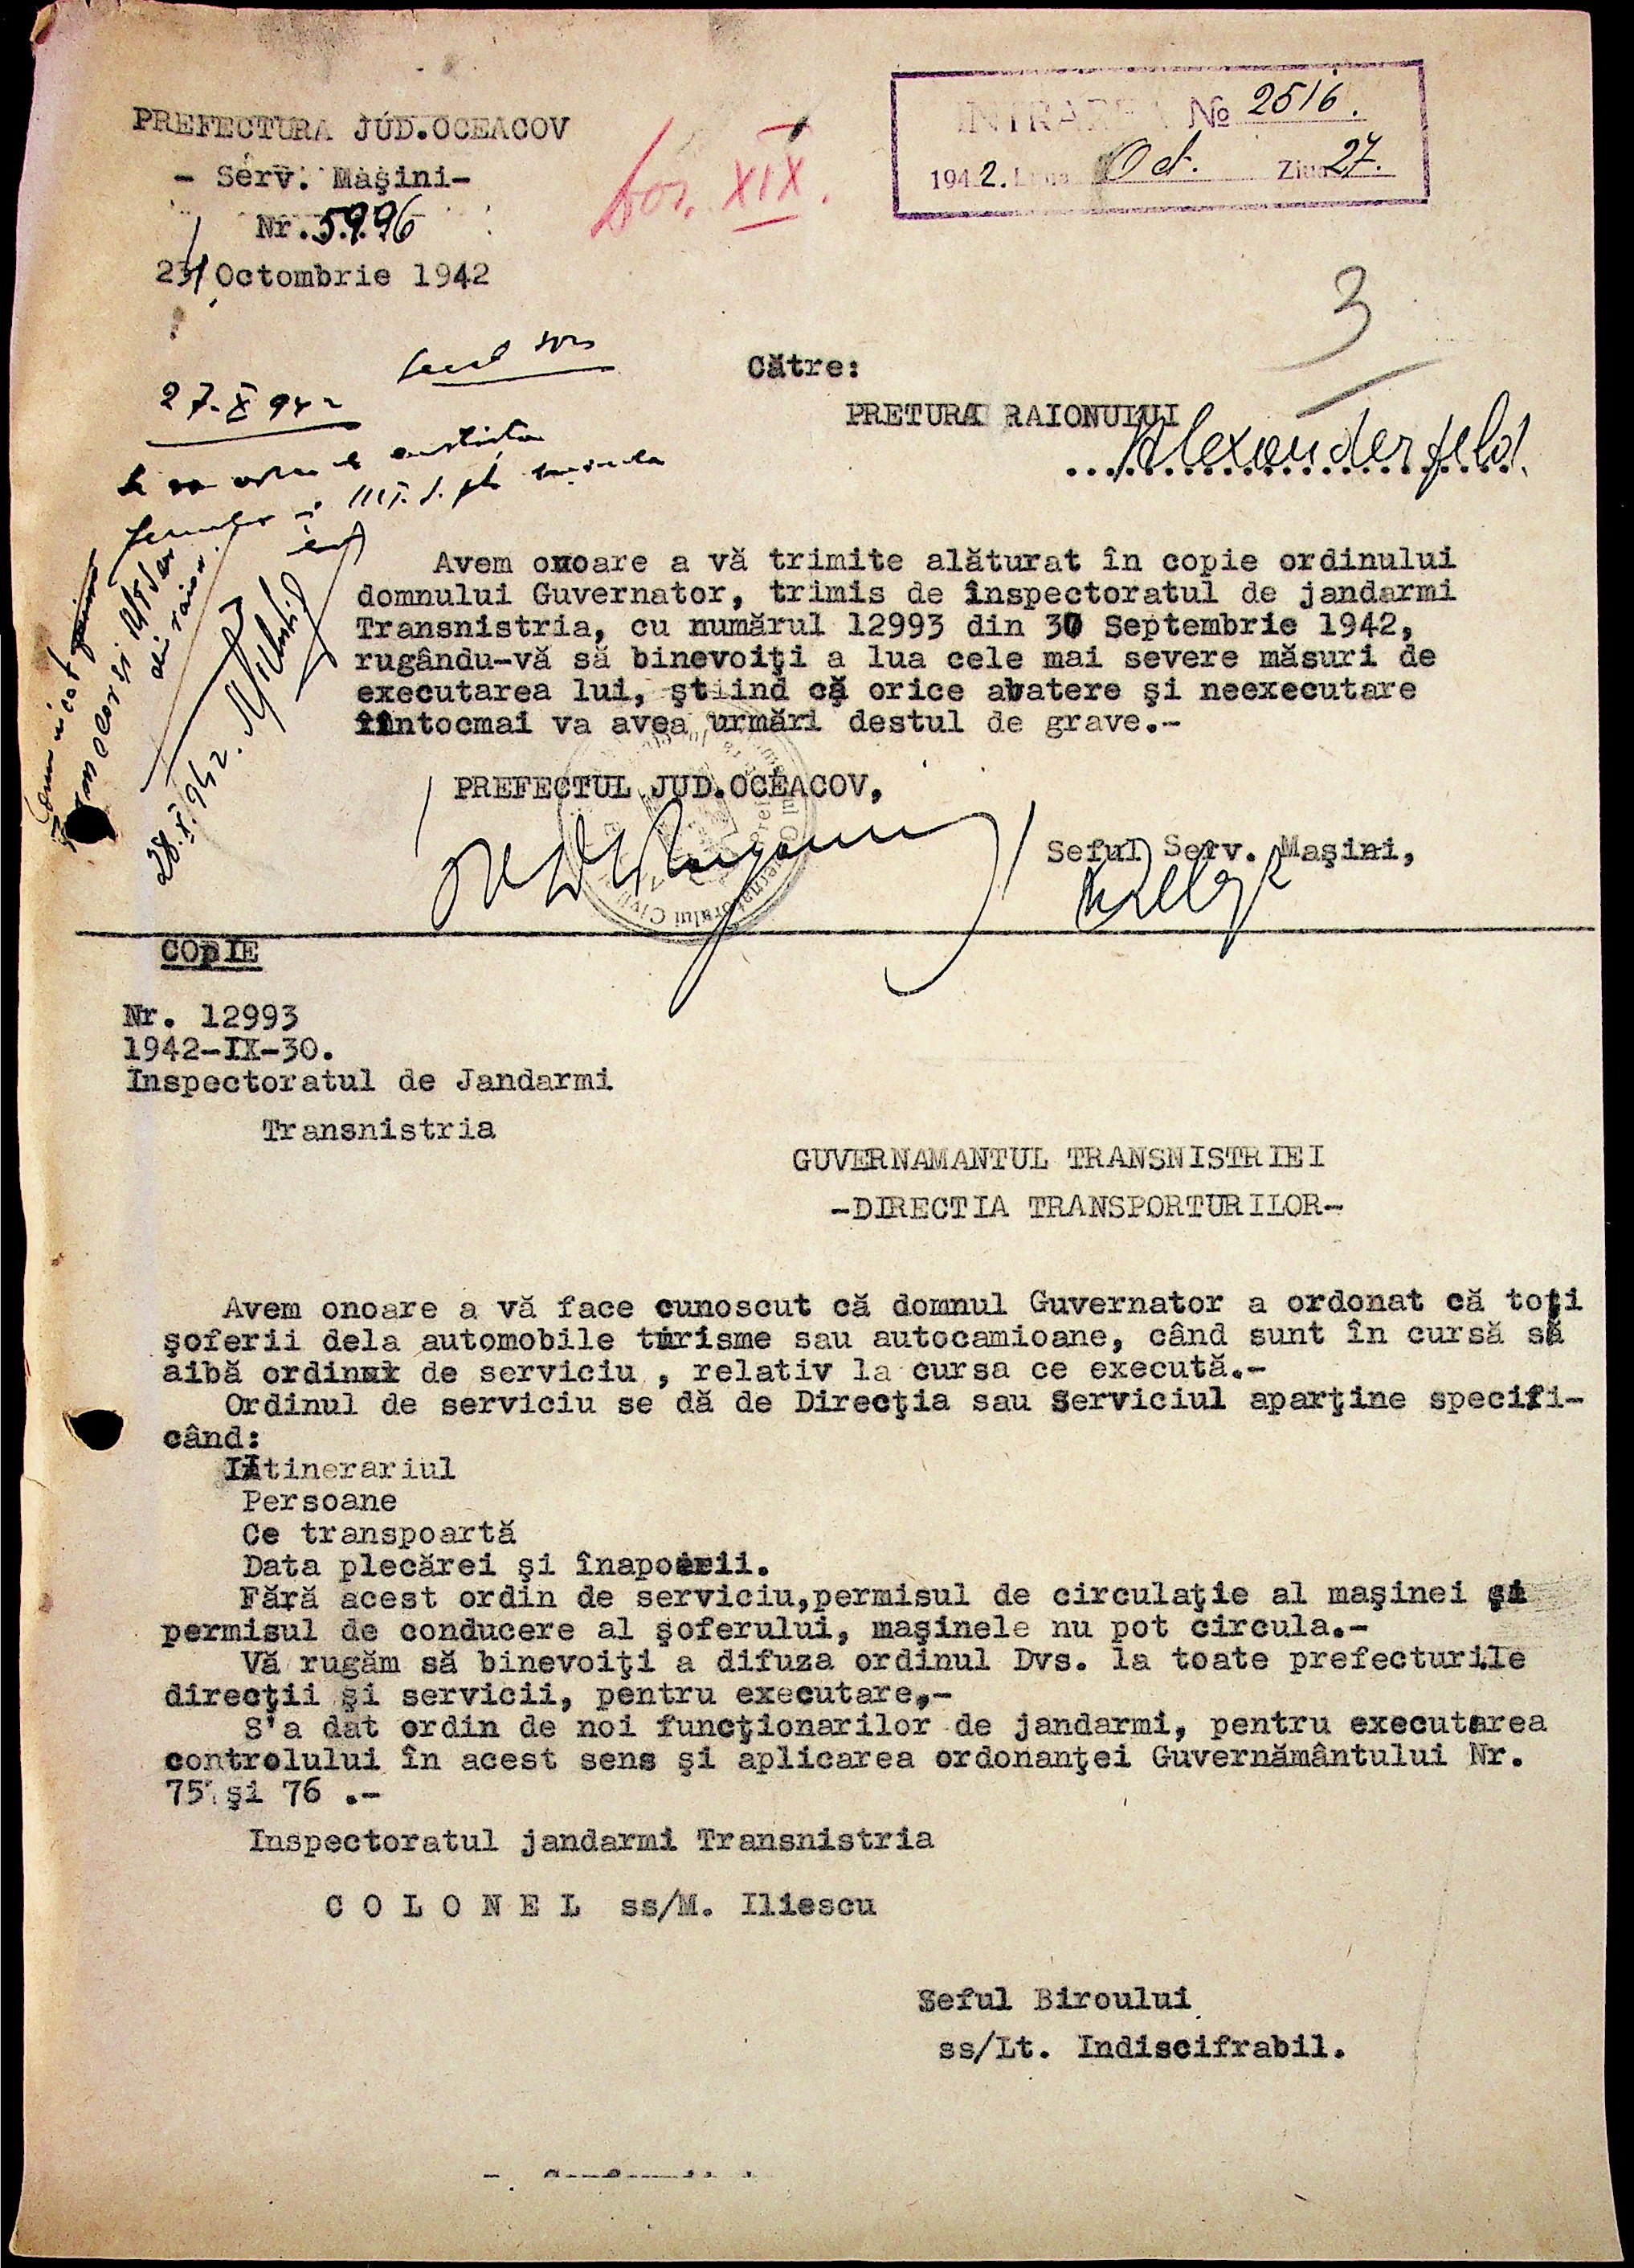 PREFECTURA JUD.OCEACOV
- Serv. Maşini-
Nr. 5996
23 Octombrie 1942
Dos. XIX.
INTRAREA № 2516.
1942. Luna Oct. Ziua 27.
3
27.X 942
Către:
PRETURA RAIONULUI
Alexanderfeld.
Avem onoare a vă trimite alăturat în copie ordinului
domnului Guvernator, trimis de înspectoratul de jandarmi
Transnistria, cu numărul 12993 din 30 Septembrie 1942,
rugându-vă să binevoiţi a lua cele mai severe măsuri de
executarea lui, ştiind că orice abatere şi neexecutare
întocmai va avea urmări destul de grave.-
Comunicat
din raion.
28.X.942.
PREFECTUL JUD.OCEACOV,
Seful Serv. Maşini,
COPIE
Nr. 12993
1942-IX-30.
Inspectoratul de Jandarmi
Transnistria
GUVERNAMANTUL TRANSNISTRIEI
-DIRECTIA TRANSPORTURILOR-
Avem onoare a vă face cunoscut că domnul Guvernator a ordonat că toţi
şoferii dela automobile turisme sau autocamioane, când sunt în cursă să
aibă ordinul de serviciu , relativ la cursa ce execută.-
Ordinul de serviciu se dă de Direcţia sau Serviciul aparţine specifi-
când:
Itinerariul
Persoane
Ce transpoartă
Data plecărei şi înapoerii.
Fără acest ordin de serviciu,permisul de circulaţie al maşinei şi
permisul de conducere al şoferului, maşinele nu pot circula.-
Vă rugăm să binevoiţi a difuza ordinul Dvs. la toate prefecturile
direcţii şi servicii, pentru executare,-
S'a dat ordin de noi funcţionarilor de jandarmi, pentru executarea
controlului în acest sens şi aplicarea ordonanţei Guvernământului Nr.
75 şi 76 .-
Inspectoratul jandarmi Transnistria
C O L O N E L ss/M. Iliescu
Seful Biroului
ss/Lt. Indiscifrabil.